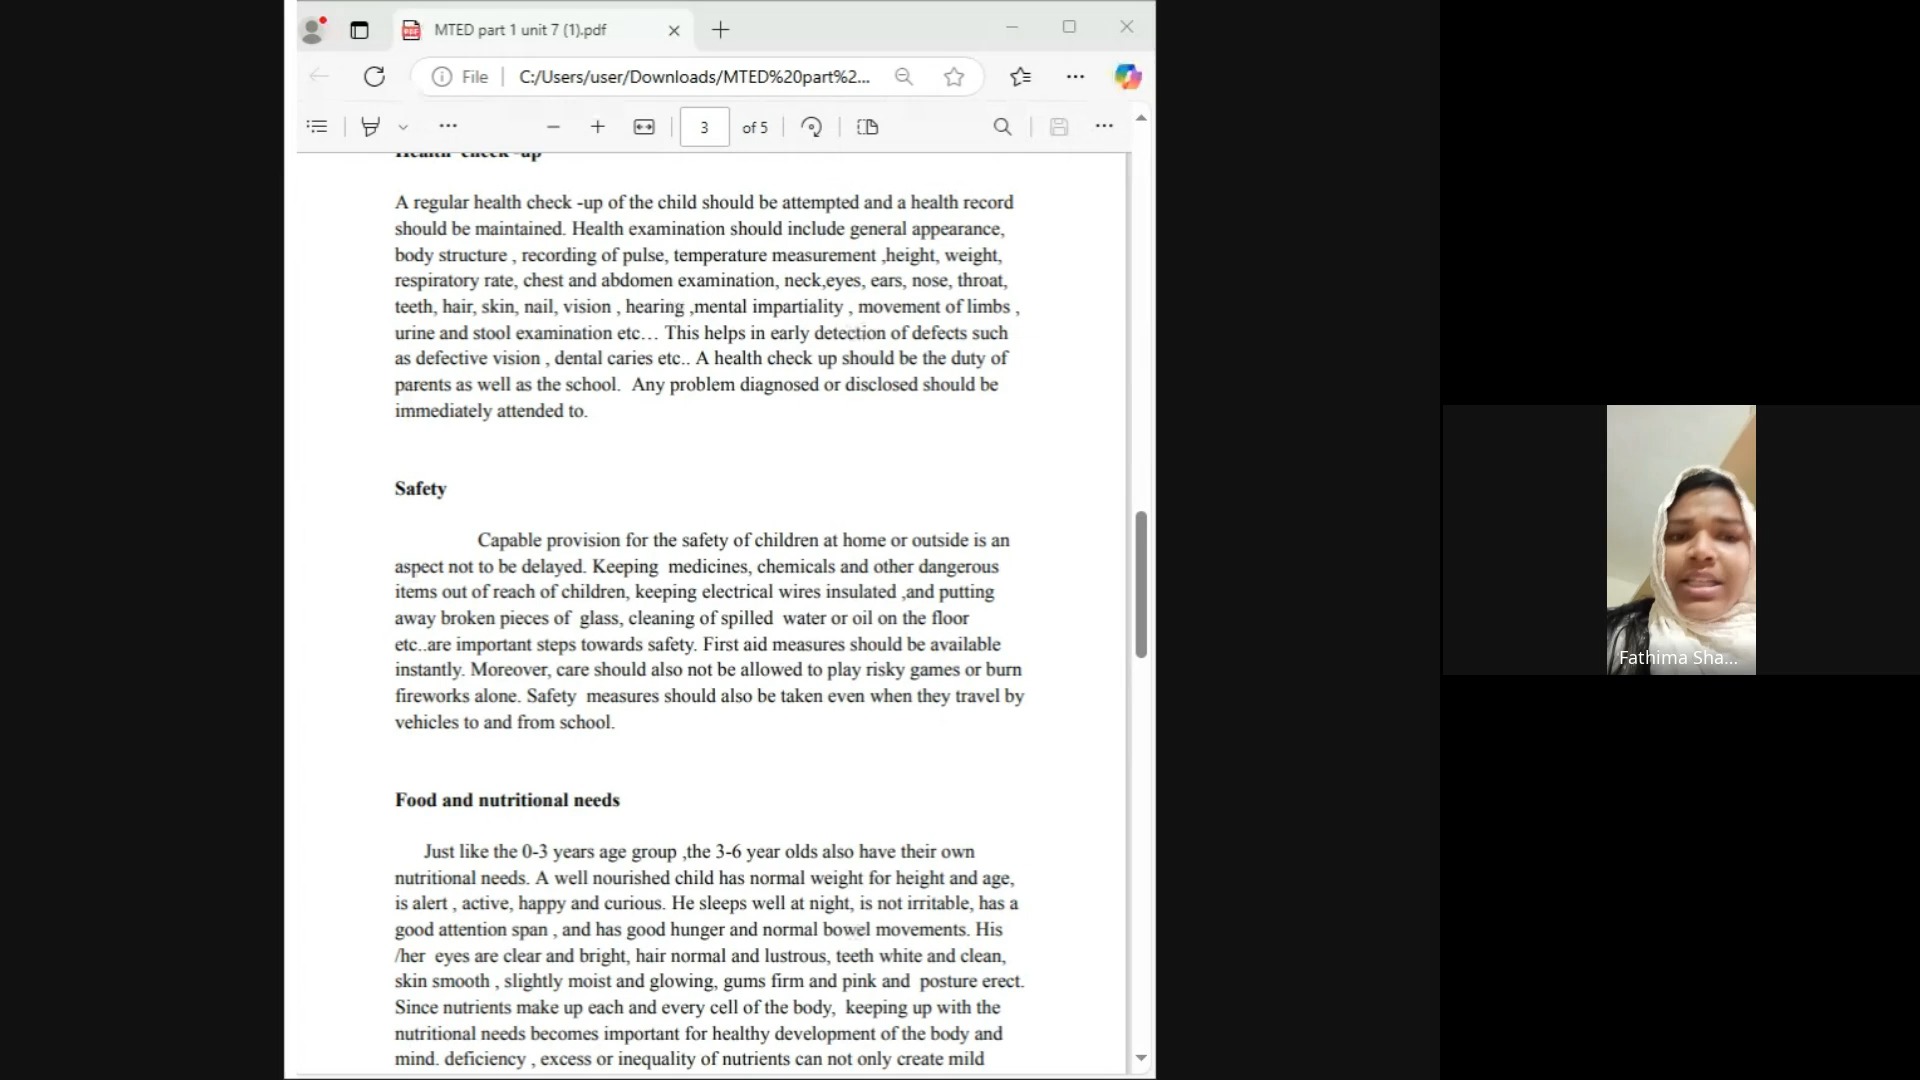 MTED part 1 unit 7 (1).pdf
File
C:/Users/user/Downloads/MTED%20part%2...
3 of 5
Health check -up
A regular health check -up of the child should be attempted and a health record
should be maintained. Health examination should include general appearance,
body structure , recording of pulse, temperature measurement ,height, weight,
respiratory rate, chest and abdomen examination, neck,eyes, ears, nose, throat,
teeth, hair, skin, nail, vision , hearing ,mental impartiality , movement of limbs ,
urine and stool examination etc… This helps in early detection of defects such
as defective vision , dental caries etc.. A health check up should be the duty of
parents as well as the school. Any problem diagnosed or disclosed should be
immediately attended to.
Safety
Capable provision for the safety of children at home or outside is an
aspect not to be delayed. Keeping medicines, chemicals and other dangerous
items out of reach of children, keeping electrical wires insulated ,and putting
away broken pieces of glass, cleaning of spilled water or oil on the floor
etc..are important steps towards safety. First aid measures should be available
instantly. Moreover, care should also not be allowed to play risky games or burn
fireworks alone. Safety measures should also be taken even when they travel by
vehicles to and from school.
Food and nutritional needs
Just like the 0-3 years age group ,the 3-6 year olds also have their own
nutritional needs. A well nourished child has normal weight for height and age,
is alert , active, happy and curious. He sleeps well at night, is not irritable, has a
good attention span , and has good hunger and normal bowel movements. His
/her eyes are clear and bright, hair normal and lustrous, teeth white and clean,
skin smooth , slightly moist and glowing, gums firm and pink and posture erect.
Since nutrients make up each and every cell of the body, keeping up with the
nutritional needs becomes important for healthy development of the body and
mind. deficiency , excess or inequality of nutrients can not only create mild
Fathima Sha...